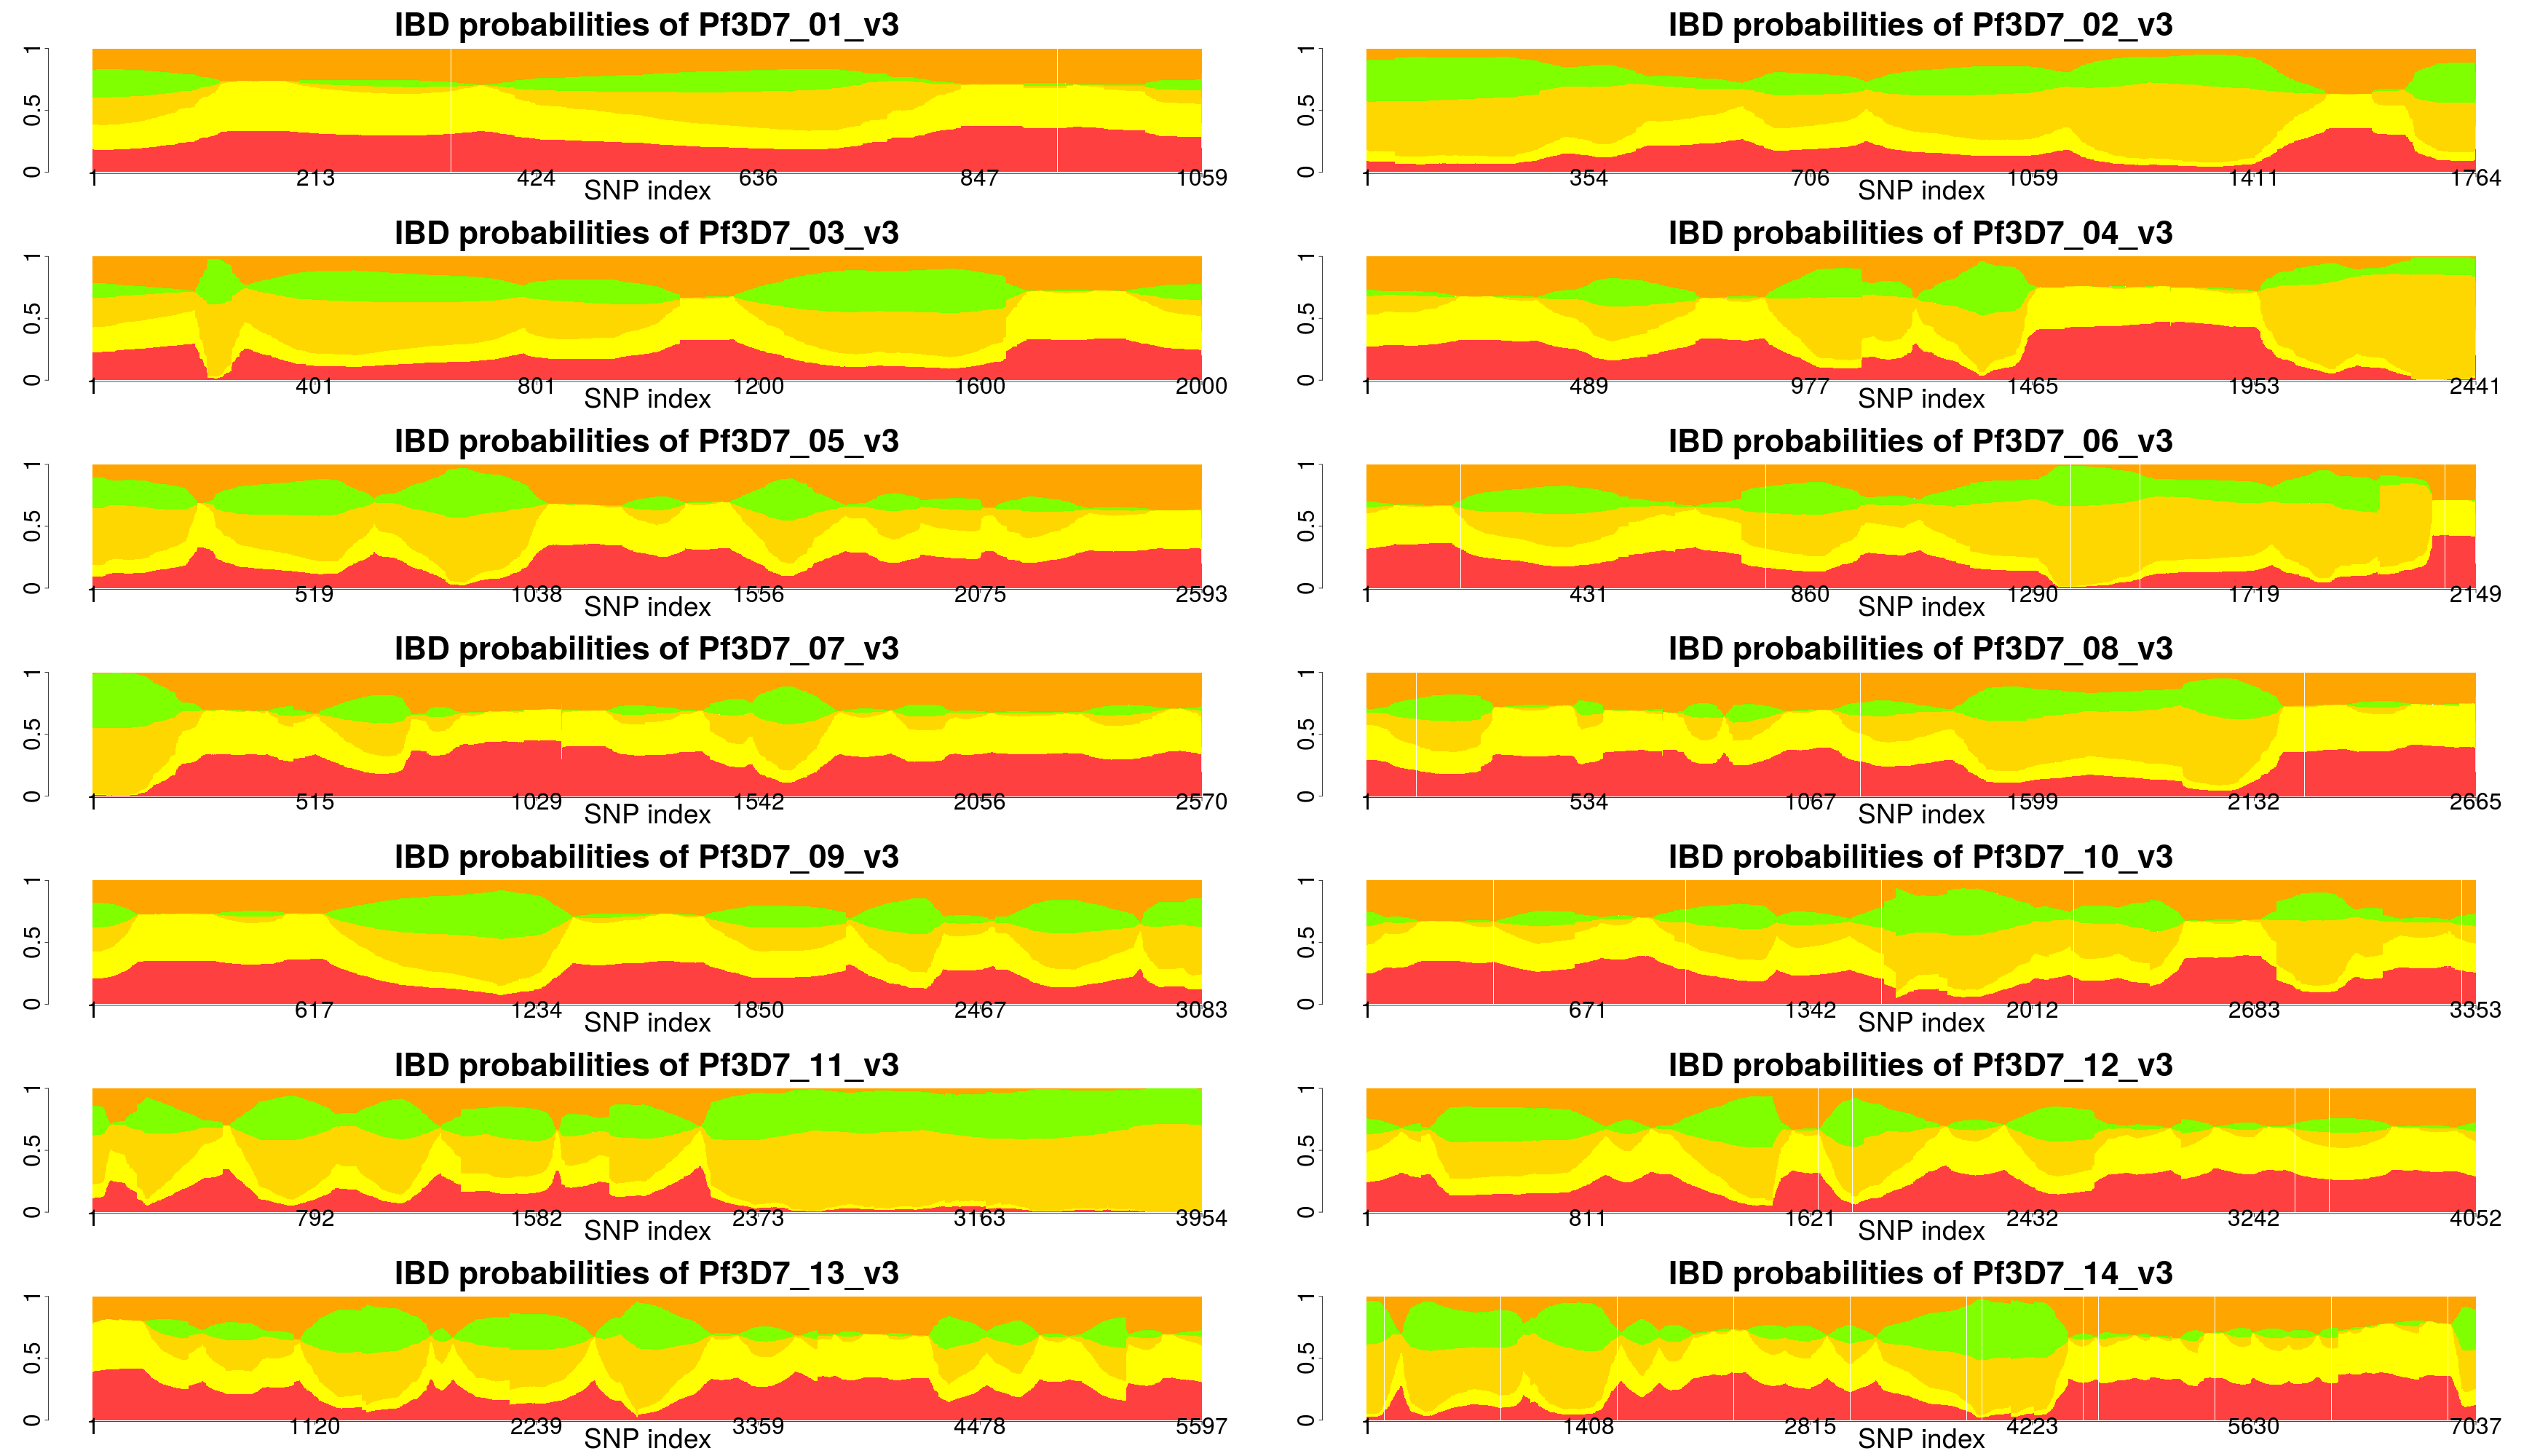 IBD probabilities of Pf3D7_01_v3
1
0.5
0
1 213 424 636 847 1059
SNP index
IBD probabilities of Pf3D7_02_v3
1
0.5
0
1 354 706 1059 1411 1764
SNP index
IBD probabilities of Pf3D7_03_v3
1
0.5
0
1 401 801 1200 1600 2000
SNP index
IBD probabilities of Pf3D7_04_v3
1
0.5
0
1 489 977 1465 1953 2441
SNP index
IBD probabilities of Pf3D7_05_v3
1
0.5
0
1 519 1038 1556 2075 2593
SNP index
IBD probabilities of Pf3D7_06_v3
1
0.5
0
1 431 860 1290 1719 2149
SNP index
IBD probabilities of Pf3D7_07_v3
1
0.5
0
1 515 1029 1542 2056 2570
SNP index
IBD probabilities of Pf3D7_08_v3
1
0.5
0
1 534 1067 1599 2132 2665
SNP index
IBD probabilities of Pf3D7_09_v3
1
0.5
0
1 617 1234 1850 2467 3083
SNP index
IBD probabilities of Pf3D7_10_v3
1
0.5
0
1 671 1342 2012 2683 3353
SNP index
IBD probabilities of Pf3D7_11_v3
1
0.5
0
1 792 1582 2373 3163 3954
SNP index
IBD probabilities of Pf3D7_12_v3
1
0.5
0
1 811 1621 2432 3242 4052
SNP index
IBD probabilities of Pf3D7_13_v3
1
0.5
0
1 1120 2239 3359 4478 5597
SNP index
IBD probabilities of Pf3D7_14_v3
1
0.5
0
1 1408 2815 4223 5630 7037
SNP index